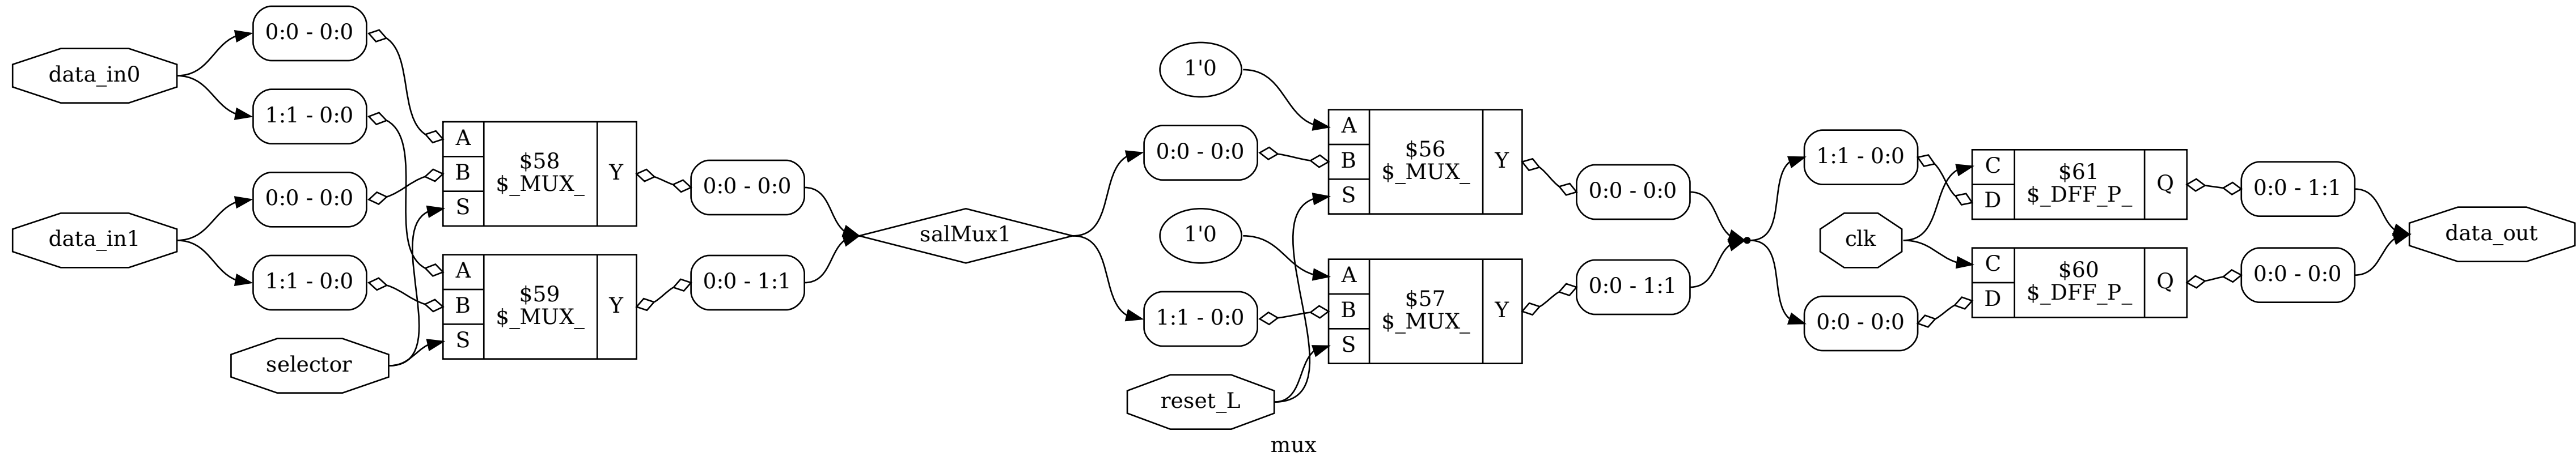 data_in0
0:0 - 0:0
1:1 - 0:0
data_in1
0:0 - 0:0
1:1 - 0:0
selector
A
B
S
$58
$_MUX_
Y
A
B
S
$59
$_MUX_
Y
0:0 - 0:0
0:0 - 1:1
salMux1
1'0
0:0 - 0:0
1'0
1:1 - 0:0
reset_L
A
B
S
$56
$_MUX_
Y
A
B
S
$57
$_MUX_
Y
0:0 - 0:0
0:0 - 1:1
1:1 - 0:0
clk
0:0 - 0:0
C
D
$61
$_DFF_P_
Q
C
D
$60
$_DFF_P_
Q
0:0 - 1:1
0:0 - 0:0
data_out
mux